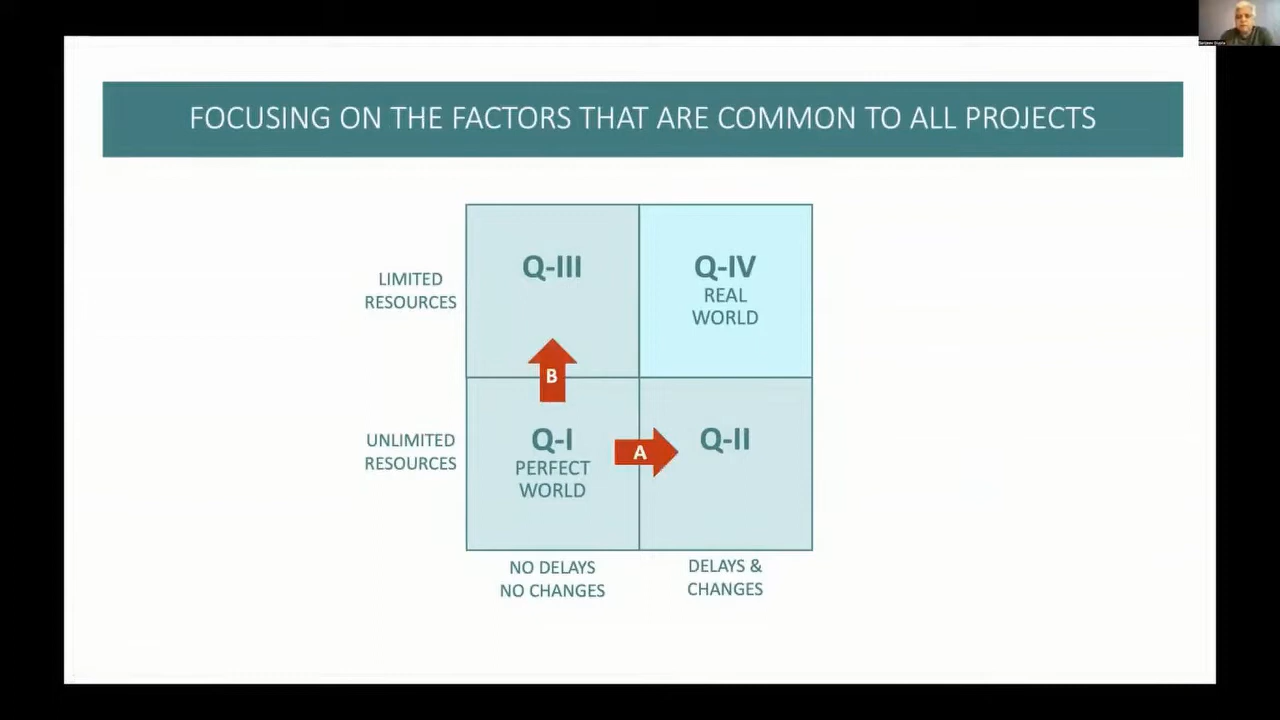 FOCUSING ON THE FACTORS THAT ARE COMMON TO ALL PROJECTS
LIMITED
RESOURCES
Q-III
Q-IV
REAL
WORLD
B
UNLIMITED
RESOURCES
Q-I
PERFECT
WORLD
A
Q-II
NO DELAYS
NO CHANGES
DELAYS &
CHANGES